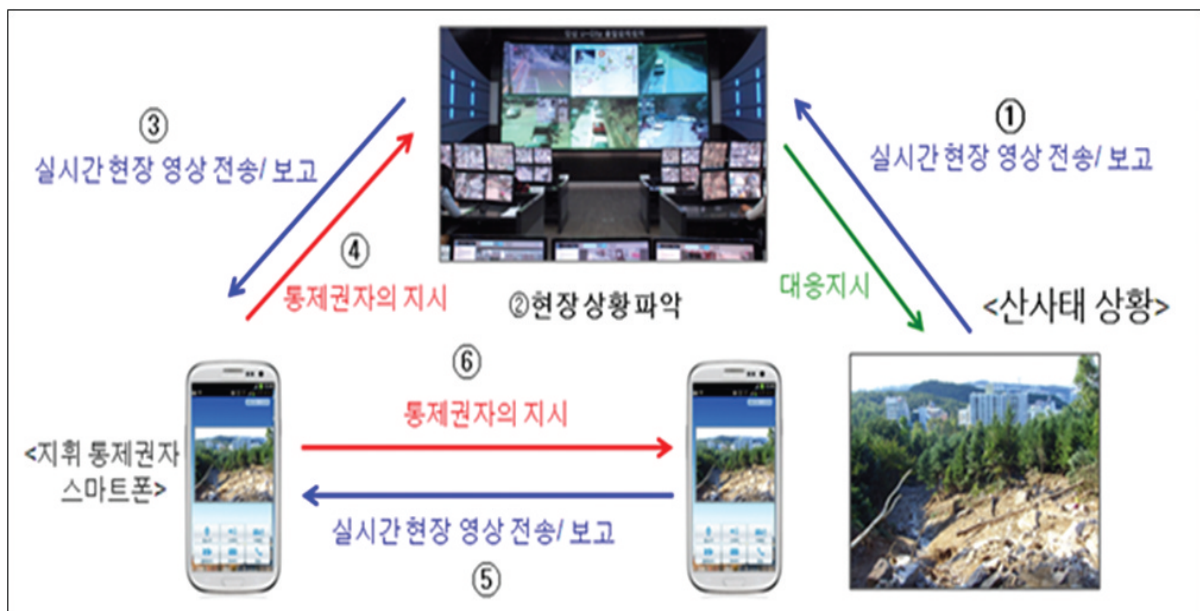 ③
실시간 현장 영상 전송/ 보고
①
실시간 현장 영상 전송/ 보고
④
통제권자의 지시
②현장 상황 파악
대응지시
<산사태 상황>
⑥
통제권자의 지시
<지휘 통제권자
스마트폰>
실시간 현장 영상 전송/ 보고
⑤